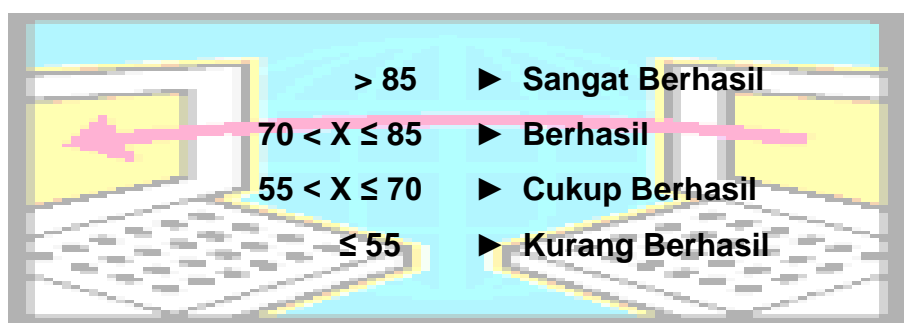 > 85 ► Sangat Berhasil
70 < X ≤ 85 ► Berhasil
55 < X ≤ 70 ► Cukup Berhasil
≤ 55 ► Kurang Berhasil